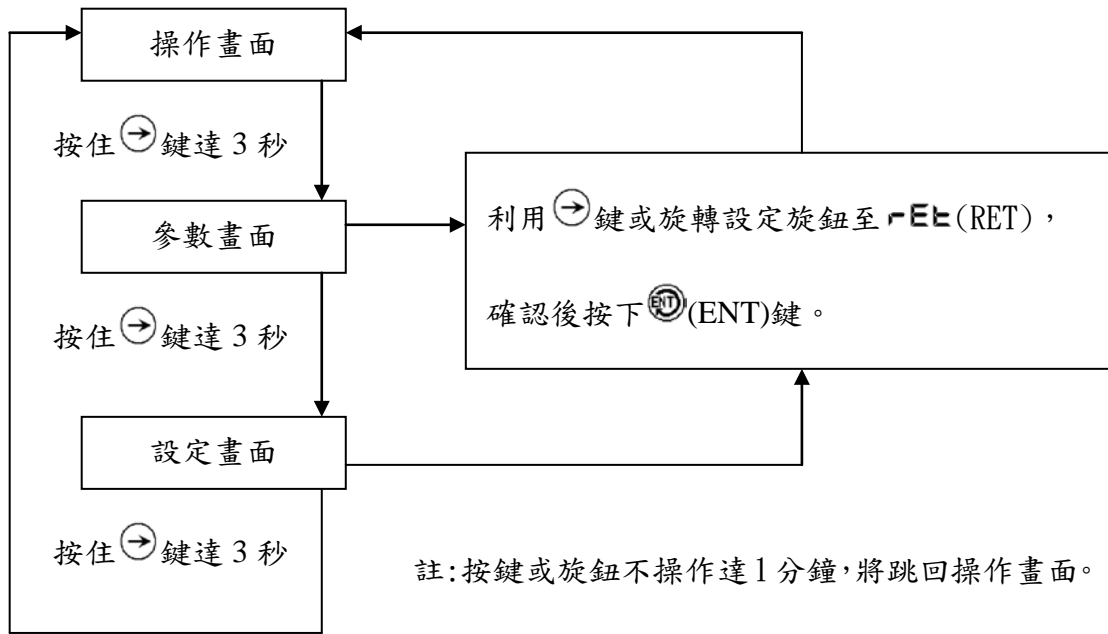 操作畫面
按住→鍵達 3 秒
參數畫面
利用→鍵或旋轉設定旋鈕至rEt(RET)，
確認後按下ENT(ENT)鍵。
按住→鍵達 3 秒
設定畫面
按住→鍵達 3 秒
註:按鍵或旋鈕不操作達1分鐘,將跳回操作畫面。